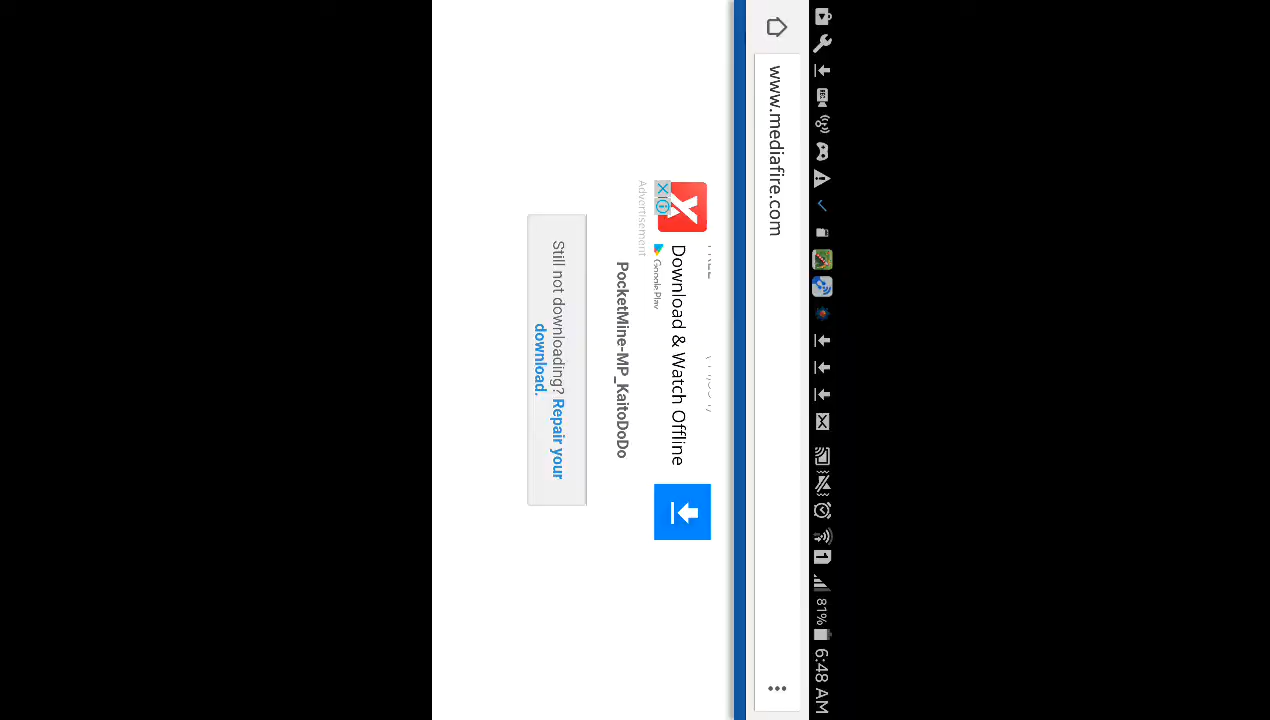 81% 6:48 AM
www.mediafire.com
Download & Watch Offline
Google Play
Advertisement
PocketMine-MP_KaitoDoDo
Still not downloading? Repair your
download.